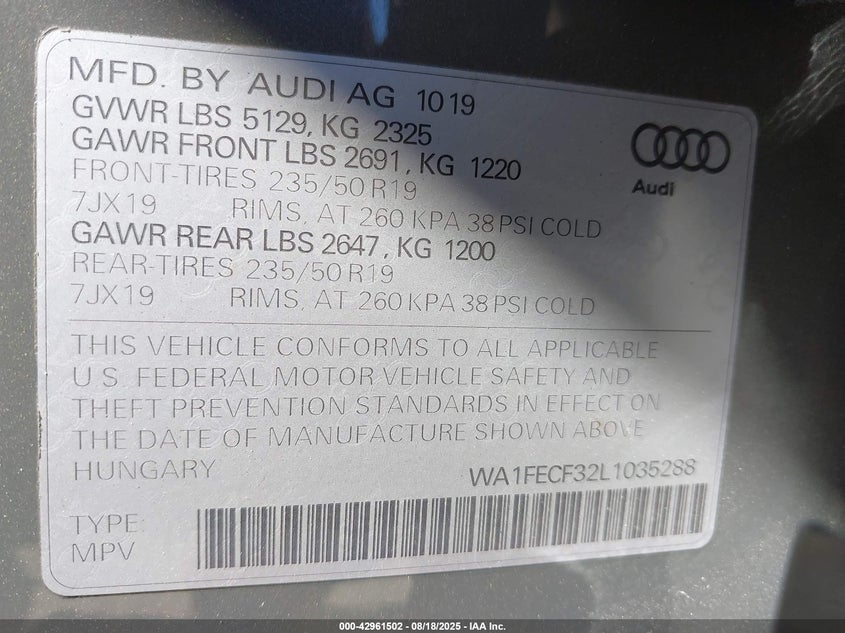 MFD. BY AUDI AG 10 19
GVWR LBS 5129, KG 2325
GAWR FRONT LBS 2691, KG 1220
FRONT-TIRES 235/50 R19
7JX19 RIMS, AT 260 KPA 38 PSI COLD
GAWR REAR LBS 2647, KG 1200
REAR-TIRES 235/50 R19
7JX19 RIMS, AT 260 KPA 38 PSI COLD
Audi
THIS VEHICLE CONFORMS TO ALL APPLICABLE
U.S. FEDERAL MOTOR VEHICLE SAFETY AND
THEFT PREVENTION STANDARDS IN EFFECT ON
THE DATE OF MANUFACTURE SHOWN ABOVE
HUNGARY WA1FECF32L1035288
TYPE:
MPV
000-42961502 - 08/18/2025 - IAA Inc.